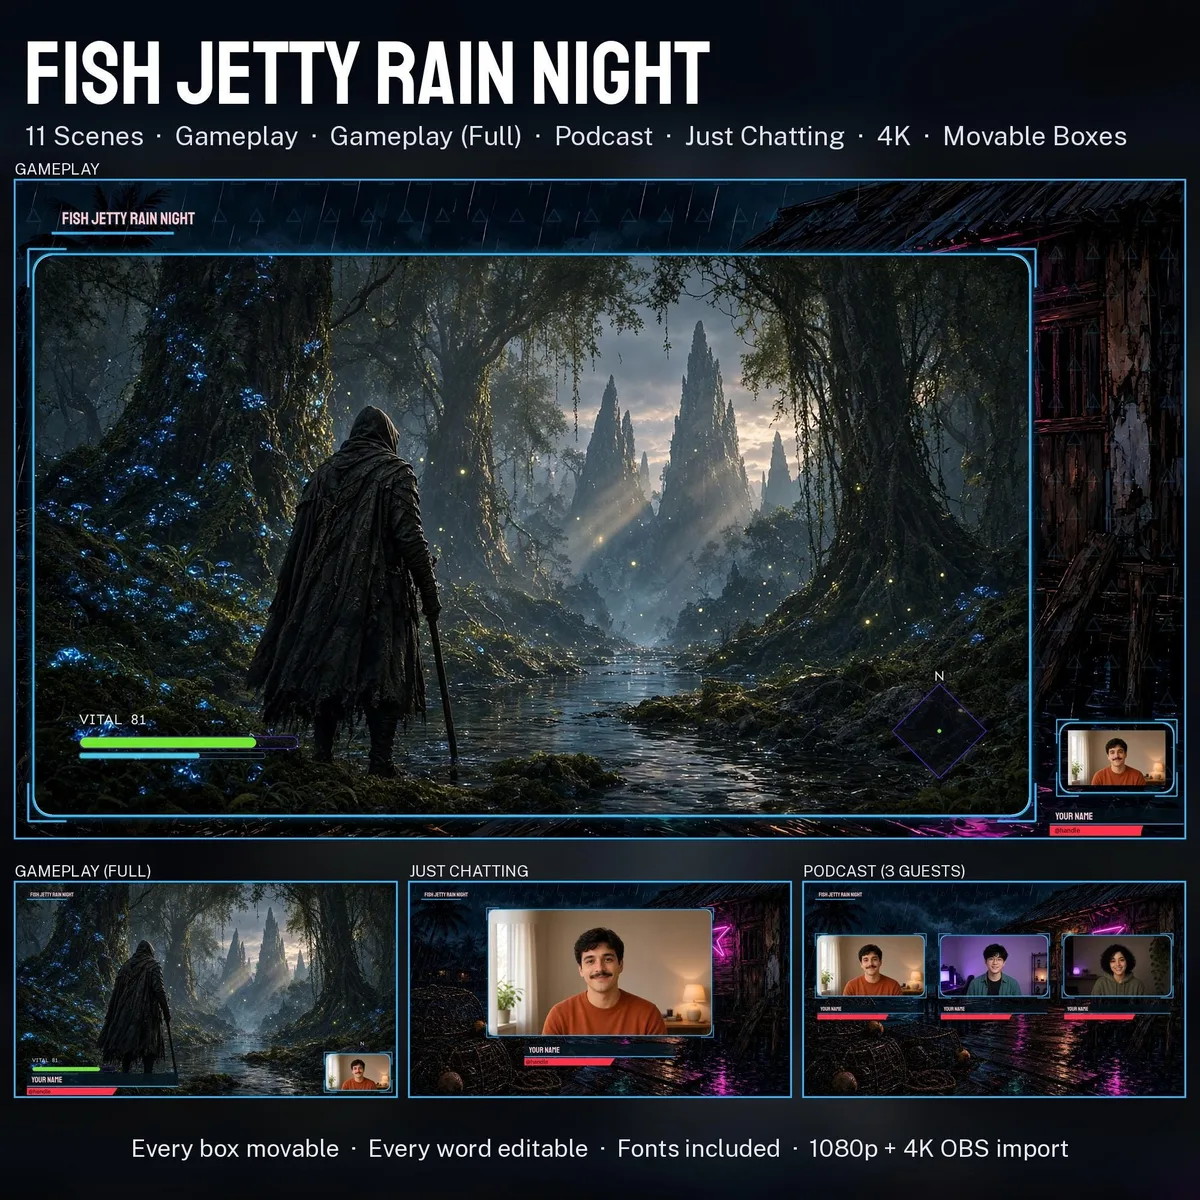 FISH JETTY RAIN NIGHT
11 Scenes · Gameplay · Gameplay (Full) · Podcast · Just Chatting · 4K · Movable Boxes
GAMEPLAY
FISH JETTY RAIN NIGHT
N
VITAL 81
YOUR NAME
@handle
GAMEPLAY (FULL)
FISH JETTY RAIN NIGHT
N
VITAL 81
YOUR NAME
@handle
JUST CHATTING
FISH JETTY RAIN NIGHT
YOUR NAME
@handle
PODCAST (3 GUESTS)
FISH JETTY RAIN NIGHT
YOUR NAME
YOUR NAME
YOUR NAME
Every box movable · Every word editable · Fonts included · 1080p + 4K OBS import